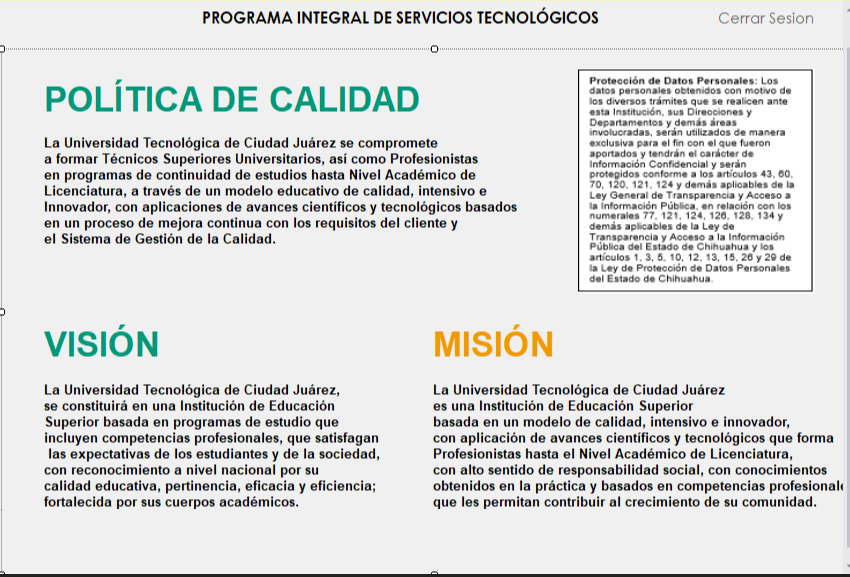 PROGRAMA INTEGRAL DE SERVICIOS TECNOLÓGICOS
Cerrar Sesion
POLÍTICA DE CALIDAD
La Universidad Tecnológica de Ciudad Juárez se compromete
a formar Técnicos Superiores Universitarios, así como Profesionistas
en programas de continuidad de estudios hasta Nivel Académico de
Licenciatura, a través de un modelo educativo de calidad, intensivo e
Innovador, con aplicaciones de avances científicos y tecnológicos basados
en un proceso de mejora continua con los requisitos del cliente y
el Sistema de Gestión de la Calidad.
Protección de Datos Personales: Los
datos personales obtenidos con motivo de
los diversos trámites que se realicen ante
esta Institución, sus Direcciones y
Departamentos y demás áreas
involucradas, serán utilizados de manera
exclusiva para el fin con el que fueron
aportados y tendrán el carácter de
Información Confidencial y serán
protegidos conforme a los artículos 43, 60,
70, 120, 121, 124 y demás aplicables de la
Ley General de Transparencia y Acceso a
la Información Pública, en relación con los
numerales 77, 121, 124, 126, 128, 134 y
demás aplicables de la Ley de
Transparencia y Acceso a la Información
Pública del Estado de Chihuahua y los
artículos 1, 3, 5, 10, 12, 13, 15, 26 y 29 de
la Ley de Protección de Datos Personales
del Estado de Chihuahua.
VISIÓN
La Universidad Tecnológica de Ciudad Juárez,
se constituirá en una Institución de Educación
Superior basada en programas de estudio que
incluyen competencias profesionales, que satisfagan
las expectativas de los estudiantes y de la sociedad,
con reconocimiento a nivel nacional por su
calidad educativa, pertinencia, eficacia y eficiencia;
fortalecida por sus cuerpos académicos.
MISIÓN
La Universidad Tecnológica de Ciudad Juárez
es una Institución de Educación Superior
basada en un modelo de calidad, intensivo e innovador,
con aplicación de avances científicos y tecnológicos que forma
Profesionistas hasta el Nivel Académico de Licenciatura,
con alto sentido de responsabilidad social, con conocimientos
obtenidos en la práctica y basados en competencias profesionale
que les permitan contribuir al crecimiento de su comunidad.